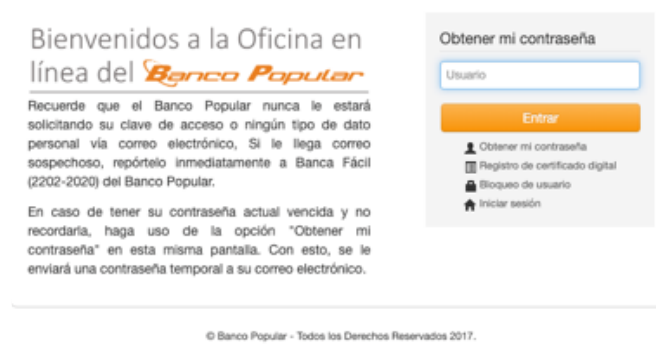 Bienvenidos a la Oficina en
línea del Banco Popular
Recuerde que el Banco Popular nunca le estará
solicitando su clave de acceso o ningún tipo de dato
personal vía correo electrónico, Si le llega correo
sospechoso, repórtelo inmediatamente a Banca Fácil
(2202-2020) del Banco Popular.
En caso de tener su contraseña actual vencida y no
recordarla, haga uso de la opción "Obtener mi
contraseña" en esta misma pantalla. Con esto, se le
enviará una contraseña temporal a su correo electrónico.
Obtener mi contraseña
Usuario
Entrar
Obtener mi contraseña
Registro de certificado digital
Bloqueo de usuario
Iniciar sesión
© Banco Popular - Todos los Derechos Reservados 2017.